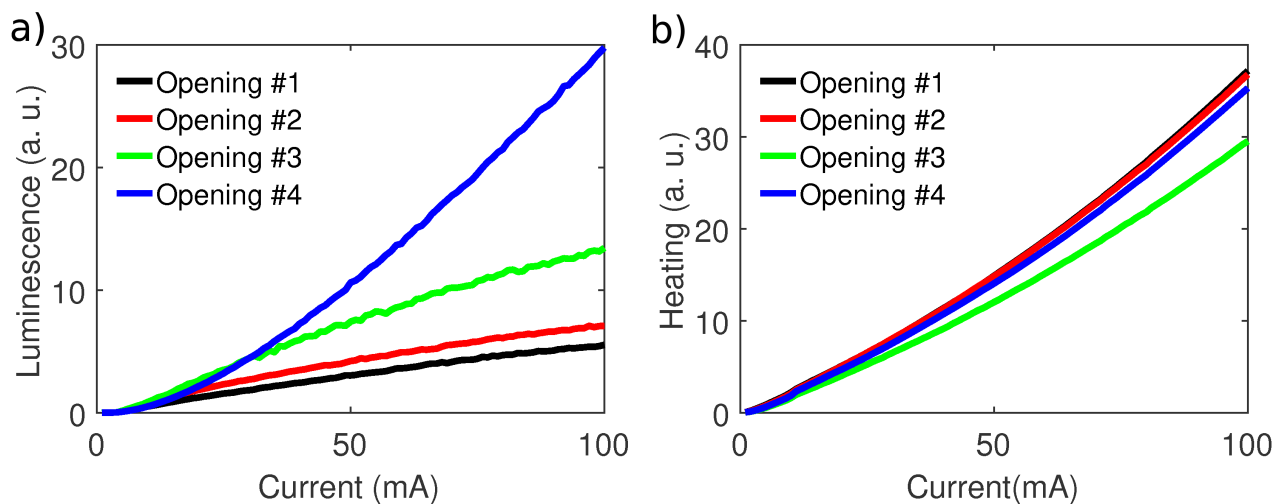 a)
Luminescence (a. u.)
30
20
10
0
Opening #1
Opening #2
Opening #3
Opening #4
0 50 100
Current (mA)
b)
Heating (a. u.)
40
30
20
10
0
Opening #1
Opening #2
Opening #3
Opening #4
0 50 100
Current(mA)